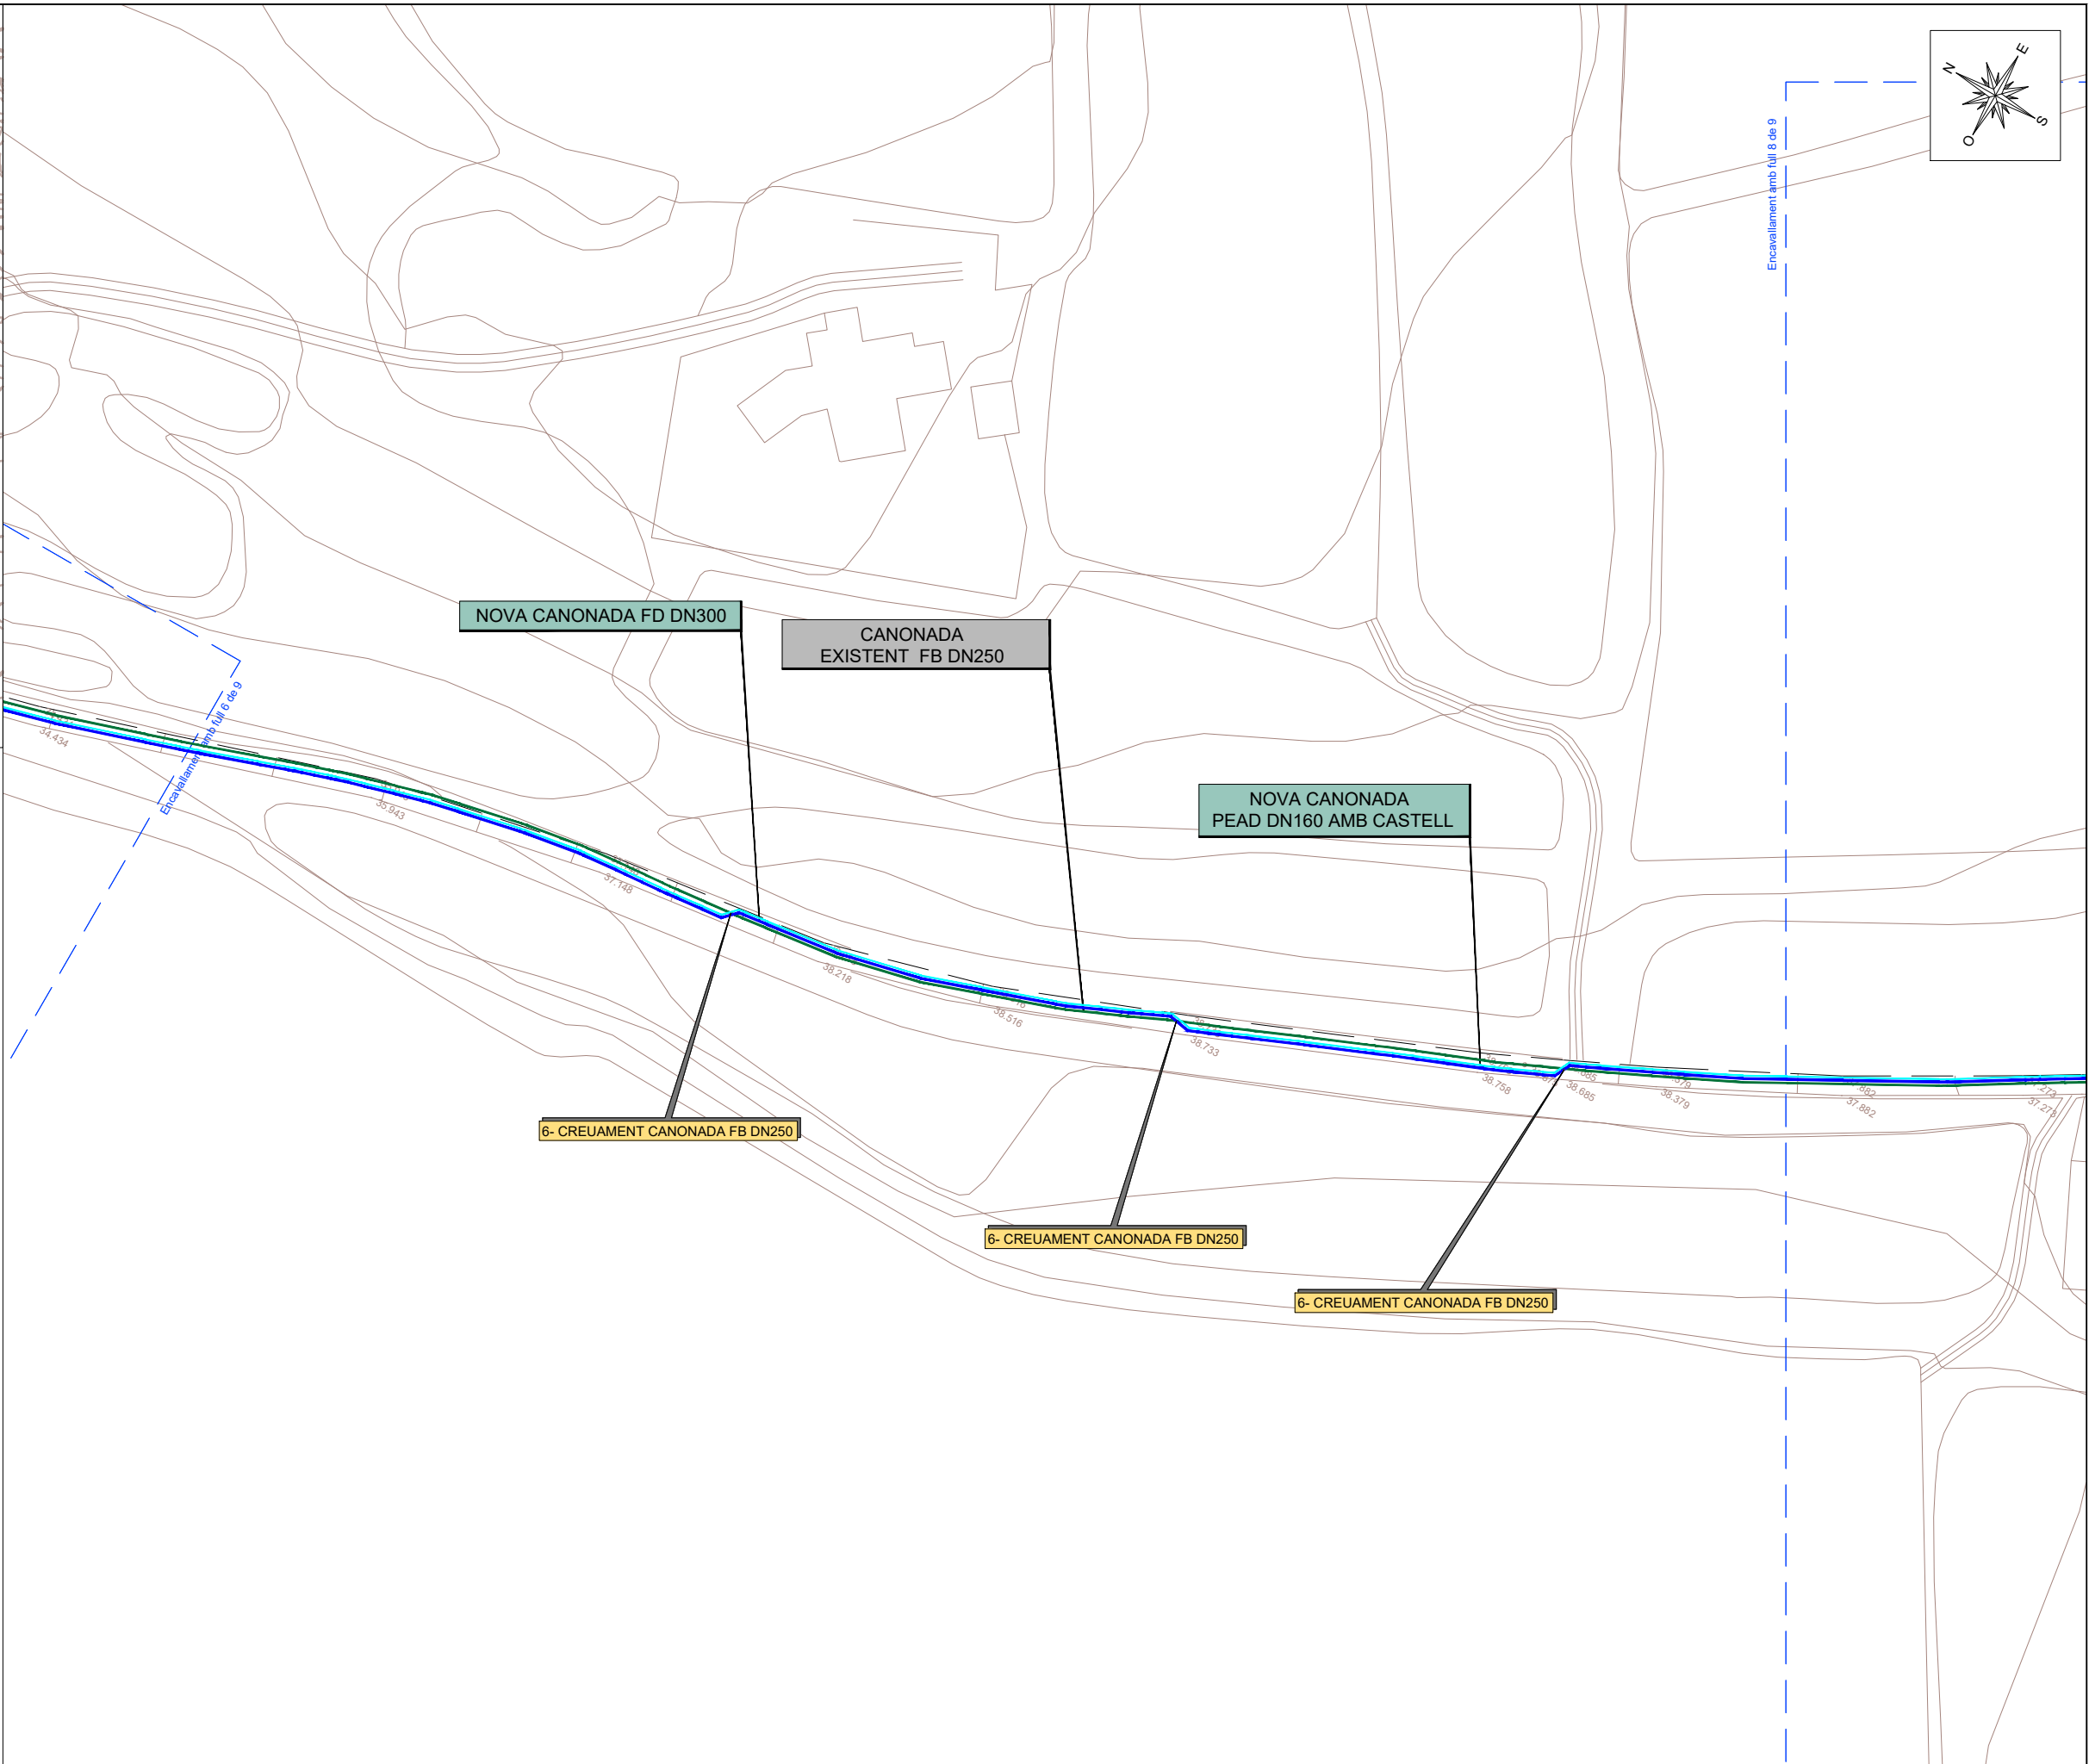 N
E
S
O
Encavallament amb full 8 de 9
NOVA CANONADA FD DN300
CANONADA
EXISTENT FB DN250
Encavallament amb full 6 de 9
34.434
35.943
NOVA CANONADA
PEAD DN160 AMB CASTELL
37.148
38.218
38.516
38.733
38.758
38.685
38.379
37.882
37.273
6- CREUAMENT CANONADA FB DN250
6- CREUAMENT CANONADA FB DN250
6- CREUAMENT CANONADA FB DN250